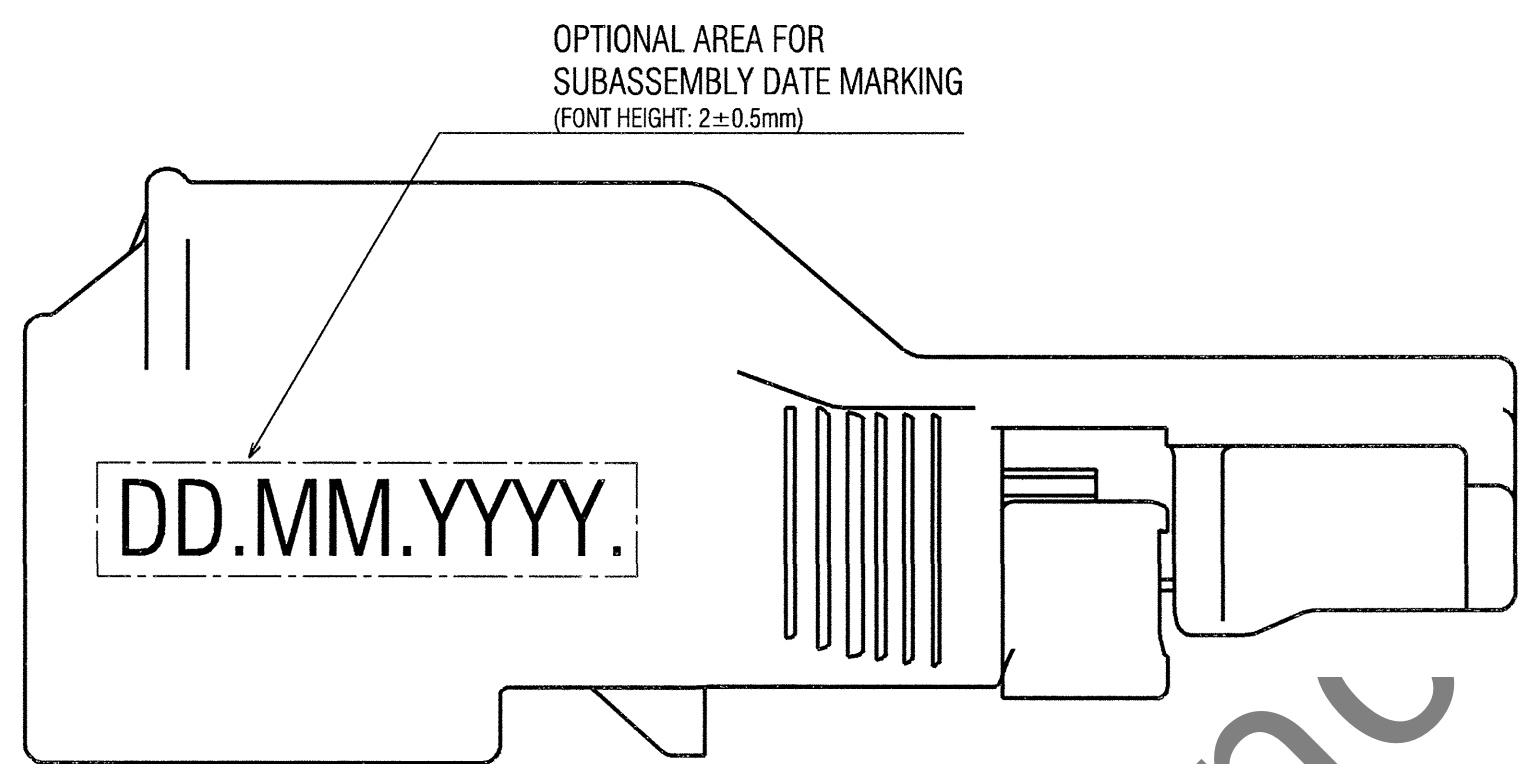 OPTIONAL AREA FOR
SUBASSEMBLY DATE MARKING
(FONT HEIGHT: 2±0.5mm)
DD.MM.YYYY.